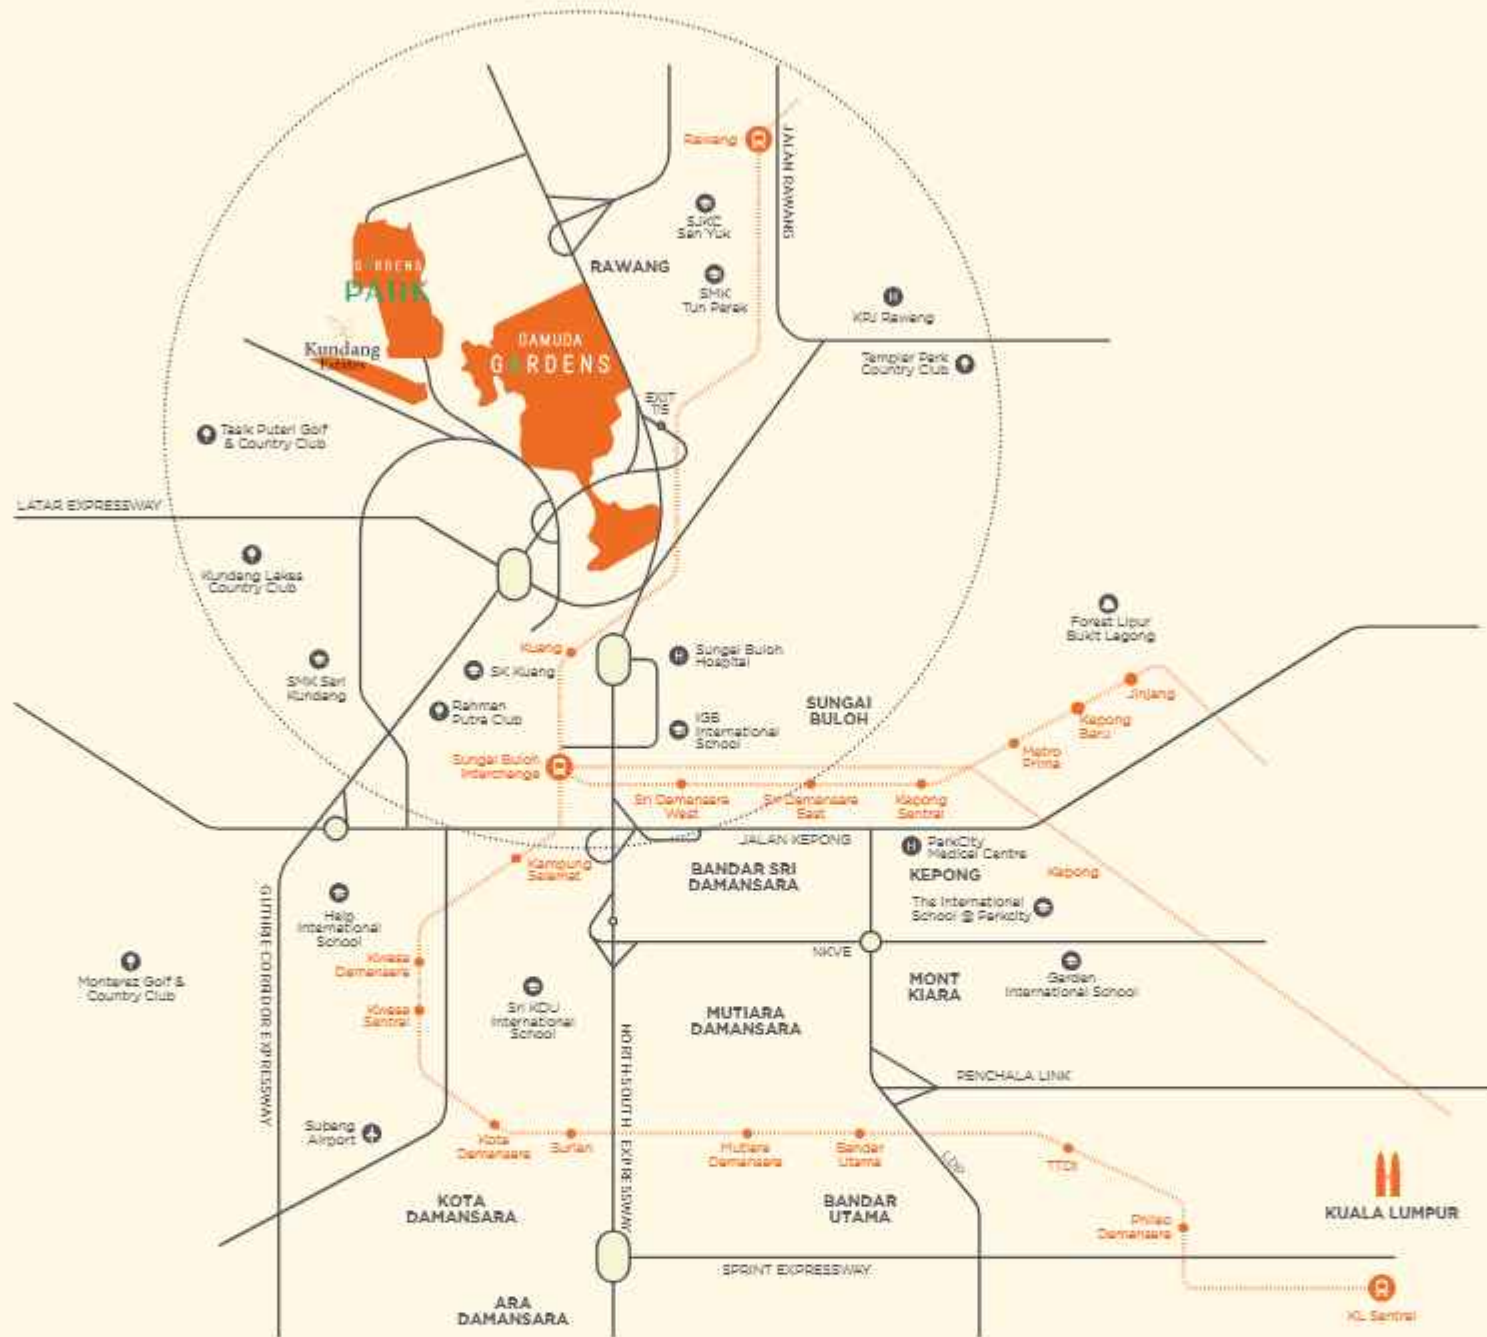 Rawang
JALAN RAWANG
SJKC
San Yuk
RAWANG
SMK
Tun Perak
KPJ Rawang
GARDENS
PARK
Kundang
Estates
GAMUDA
GARDENS
Templer Park
Country Club
EXIT
115
Tasik Puteri Golf
& Country Club
LATAR EXPRESSWAY
Kundang Lakes
Country Club
Forest Lipur
Bukit Lagong
Kuang
SK Kuang
Sungai Buloh
Hospital
SMK Seri
Kundang
Rahman
Putra Club
IGB
International
School
SUNGAI
BULOH
Jinjang
Kepong
Baru
Metro
Prima
Sungai Buloh
Interchange
Sri Damansara
West
Sri Damansara
East
Kepong
Sentral
JALAN KEPONG
ParkCity
Medical Centre
Kampung
Selamat
BANDAR SRI
DAMANSARA
KEPONG
Kepong
GUTHRIE CORRIDOR EXPRESSWAY
Help
International
School
The International
School @ Parkcity
Kwasa
Damansara
NKVE
Monterez Golf &
Country Club
Kwasa
Sentral
Sri KDU
International
School
MONT
KIARA
Garden
International School
MUTIARA
DAMANSARA
NORTH-SOUTH EXPRESSWAY
PENCHALA LINK
Subang
Airport
Kota
Damansara
Surian
Mutiara
Damansara
Bandar
Utama
LDP
TTDI
KOTA
DAMANSARA
BANDAR
UTAMA
Phileo
Damansara
KUALA LUMPUR
SPRINT EXPRESSWAY
ARA
DAMANSARA
KL Sentral